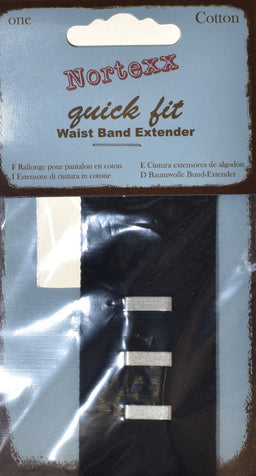 one Cotton
Nortexx
quick fit
Waist Band Extender
F Rallonge pour pantalon en coton
I Estensore di cintura in cotone
E Cintura extensores de algodon
D Baumwolle Bund-Extender